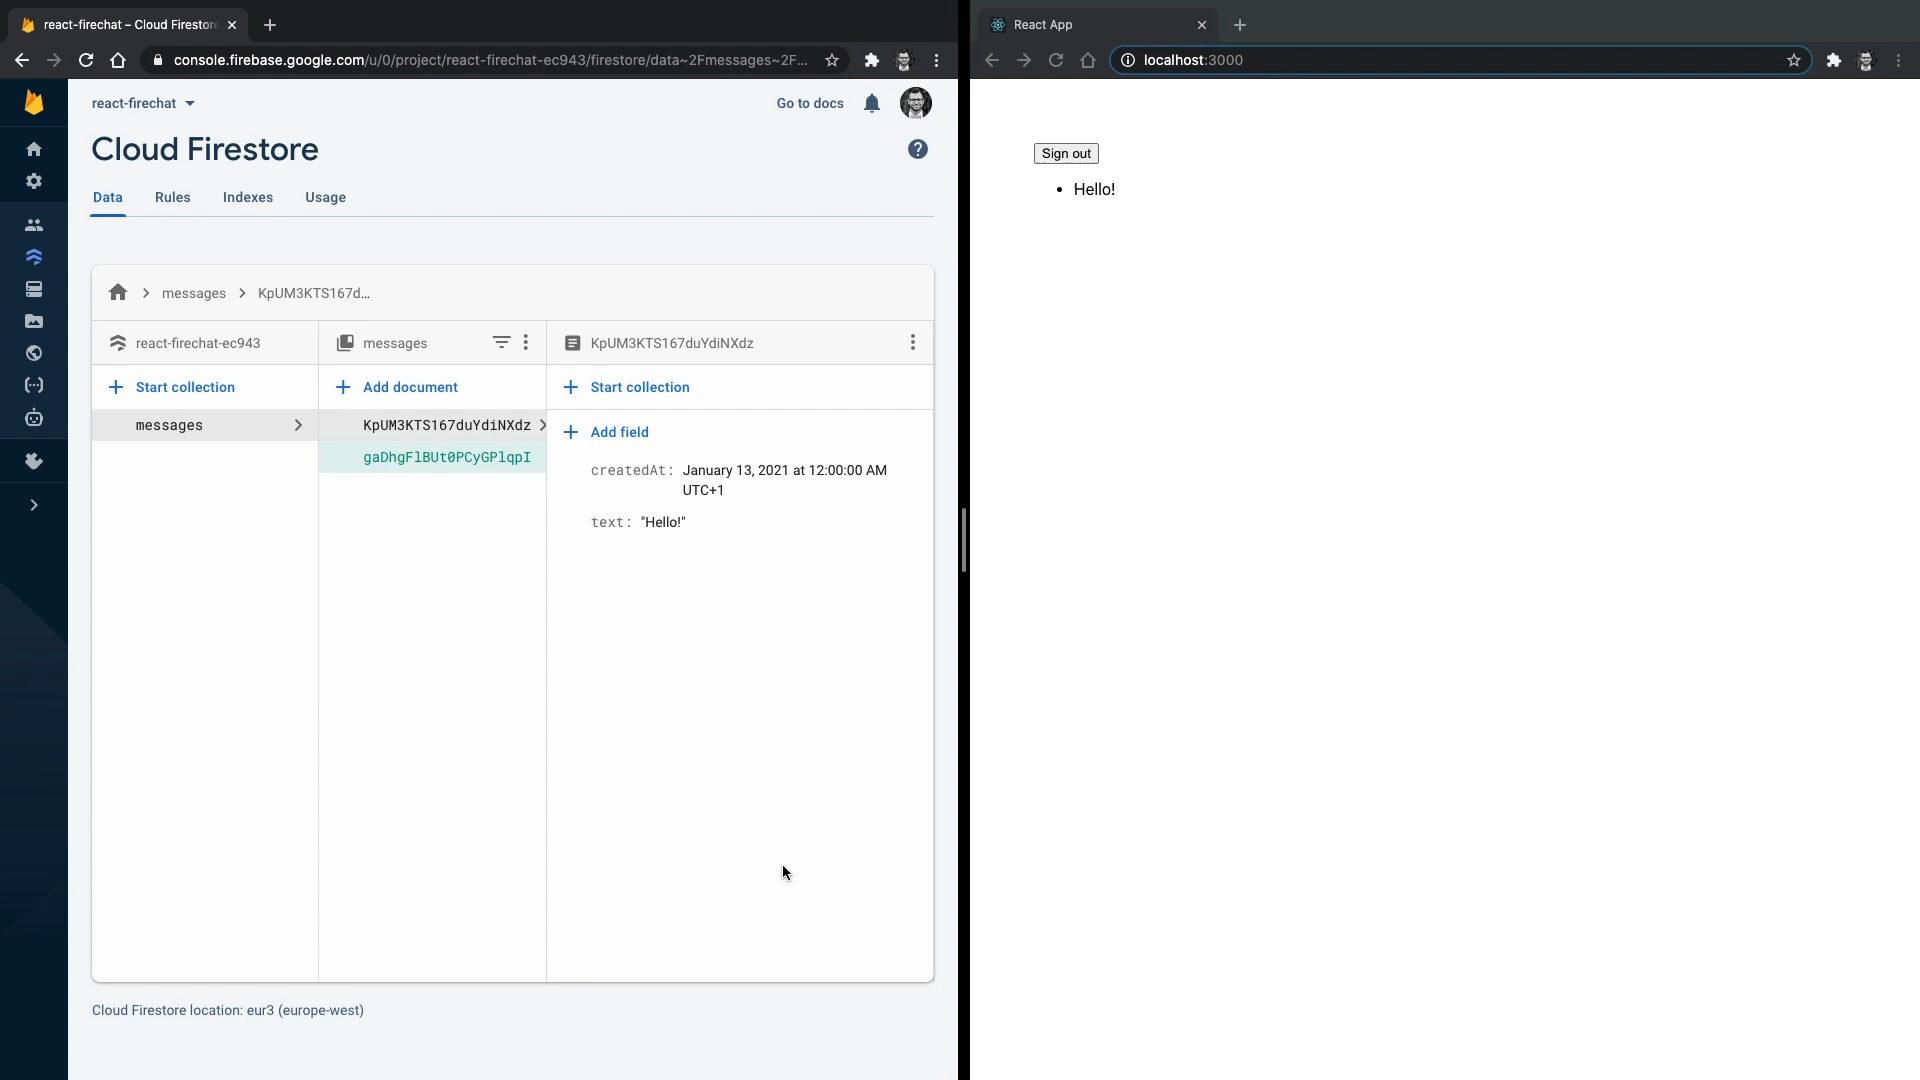 react-firechat – Cloud Firestore
console.firebase.google.com/u/0/project/react-firechat-ec943/firestore/data~2Fmessages~2F...
react-firechat
Go to docs
Cloud Firestore
Data
Rules
Indexes
Usage
messages
KpUM3KTS167d...
react-firechat-ec943
messages
KpUM3KTS167duYdiNXdz
Start collection
Add document
Start collection
messages
KpUM3KTS167duYdiNXdz
gaDhgFlBUt0PCyGPlqpI
Add field
createdAt: January 13, 2021 at 12:00:00 AM
UTC+1
text: "Hello!"
Cloud Firestore location: eur3 (europe-west)
React App
localhost:3000
Sign out
• Hello!